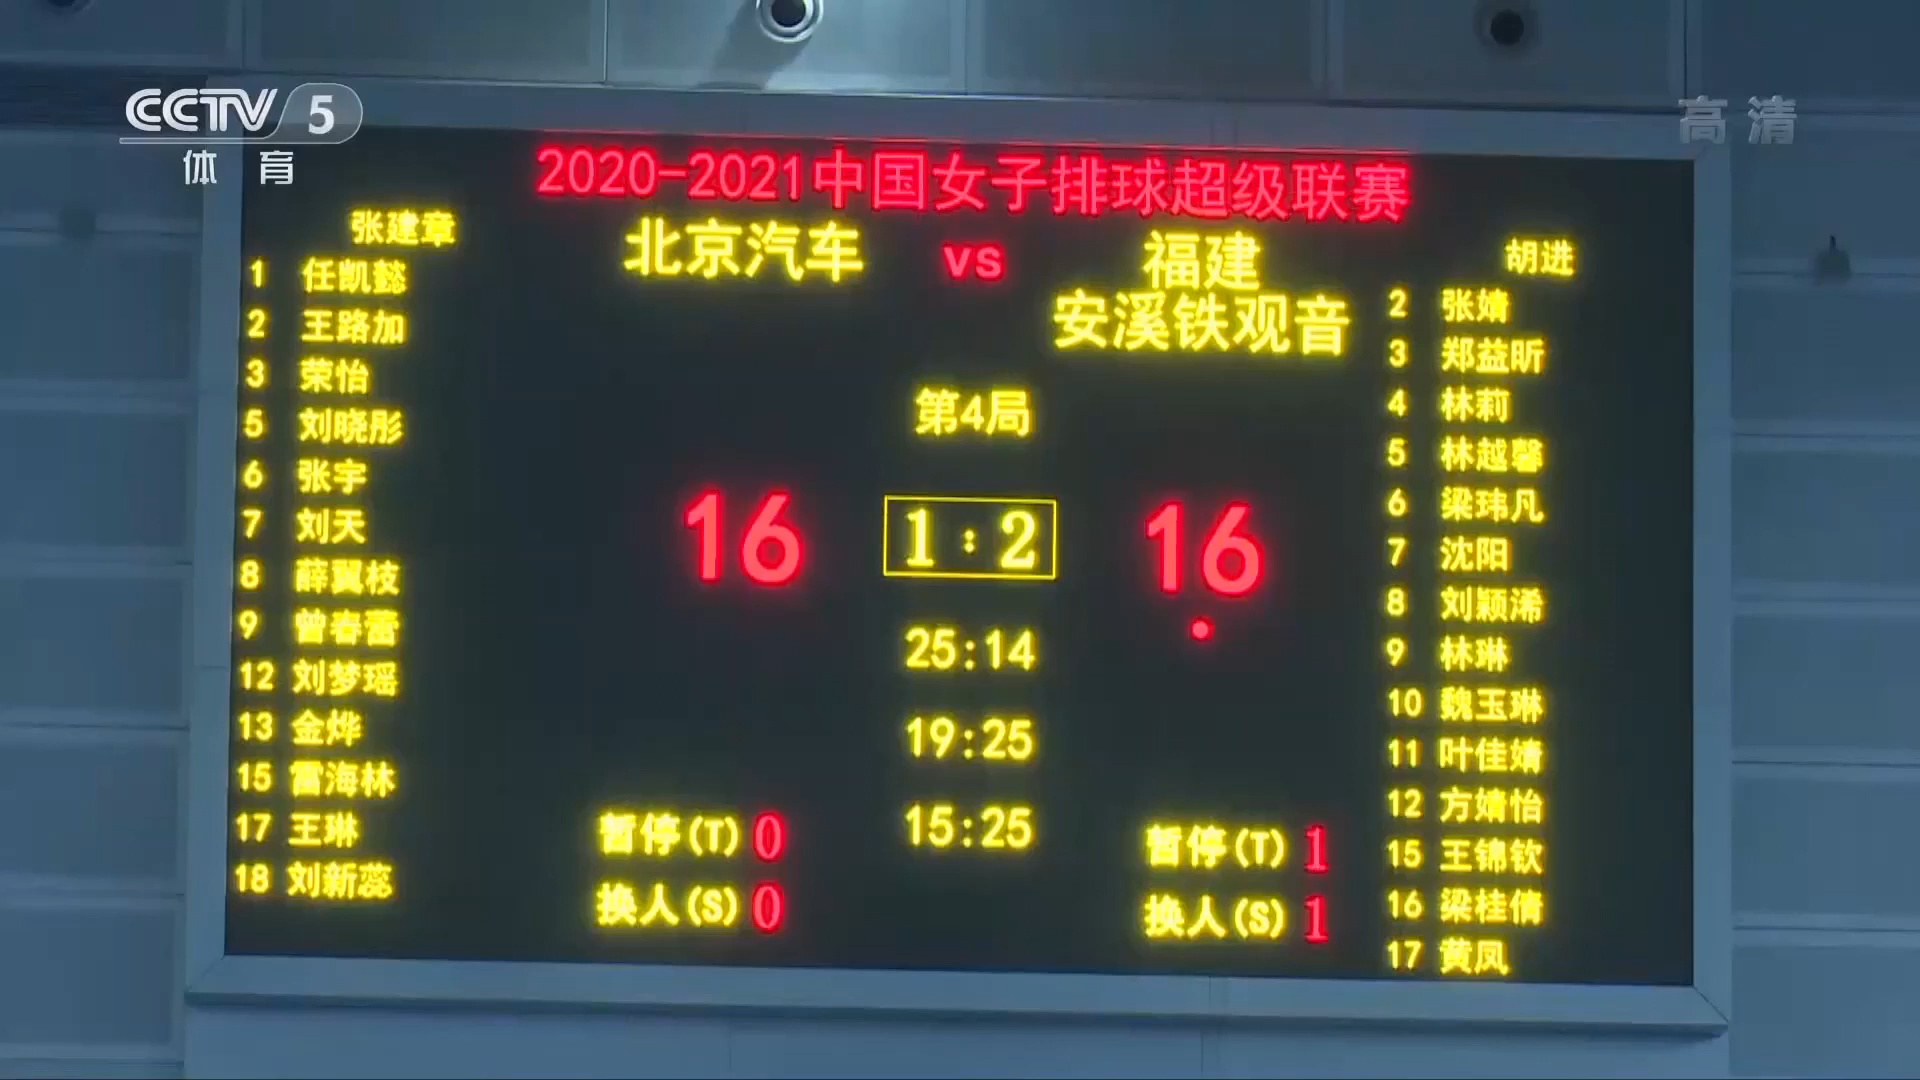 CCTV 5
体育
高清
2020-2021中国女子排球超级联赛
北京汽车 vs 福建
安溪铁观音
张建章
1 任凯懿
2 王路加
3 荣怡
5 刘晓彤
6 张宇
7 刘天
8 薛翼枝
9 曾春蕾
12 刘梦瑶
13 金烨
15 雷海林
17 王琳
18 刘新蕊
第4局
16 1:2 16
25:14
19:25
15:25
暂停(T) 0
换人(S) 0
暂停(T) 1
换人(S) 1
胡进
2 张婧
3 郑益昕
4 林莉
5 林越馨
6 梁玮凡
7 沈阳
8 刘颖浠
9 林琳
10 魏玉琳
11 叶佳婧
12 方婧怡
15 王锦钦
16 梁桂倩
17 黄凤